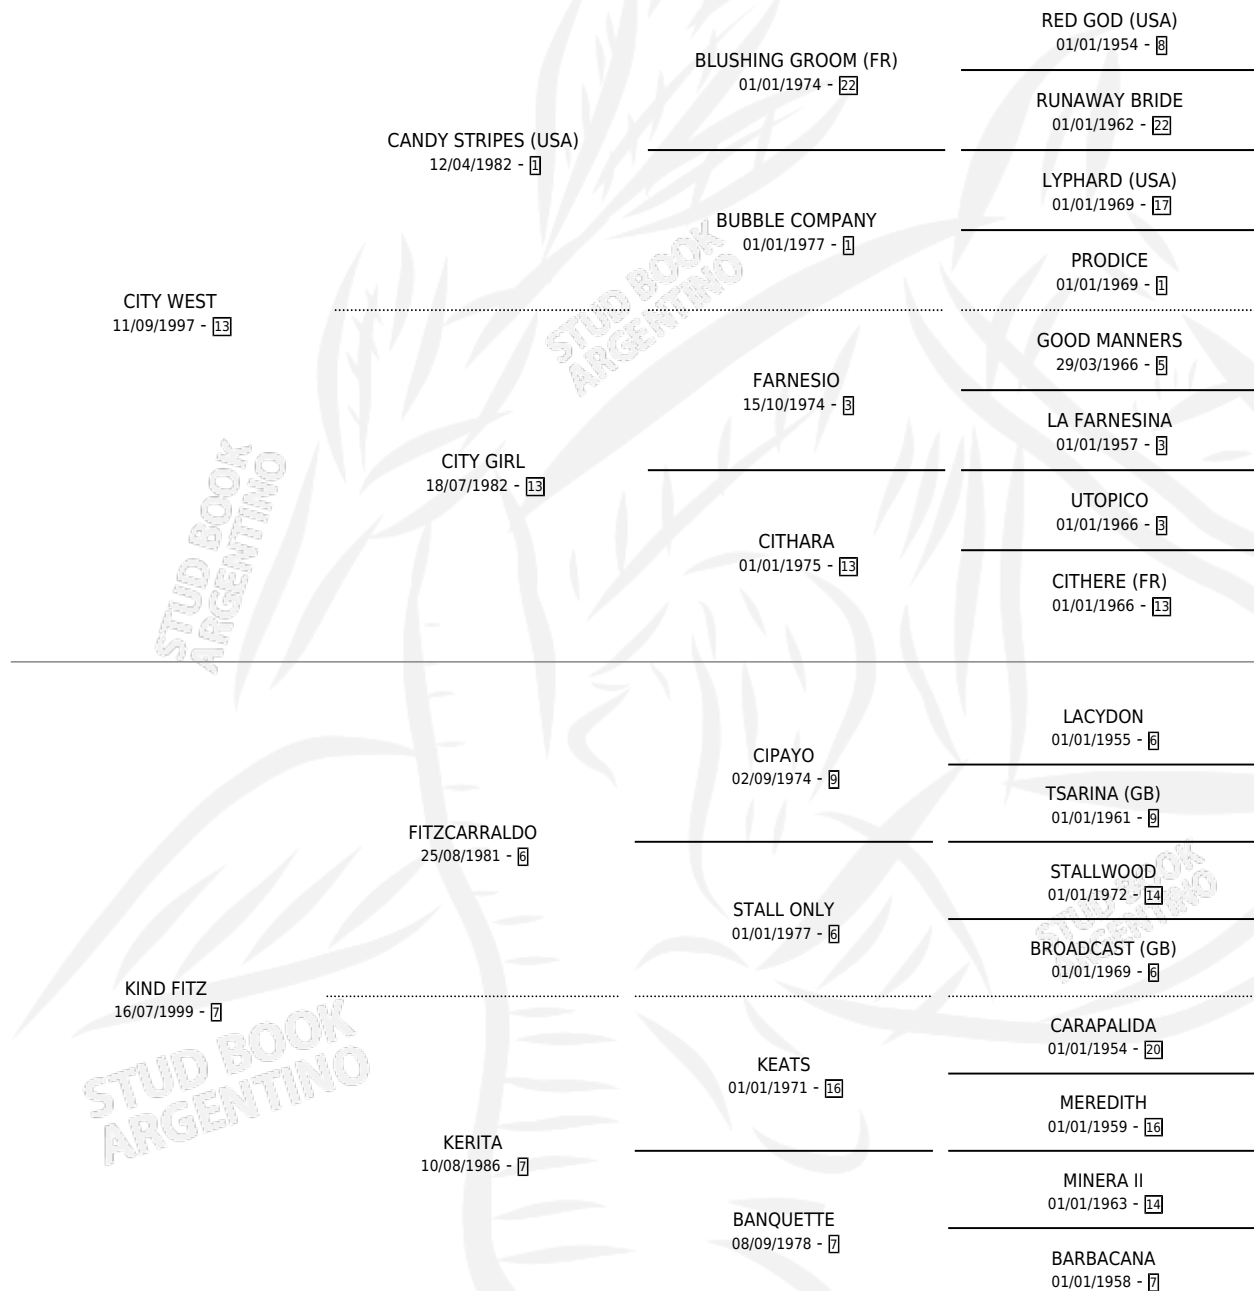 RED GOD (USA)
01/01/1954 - 8
BLUSHING GROOM (FR)
01/01/1974 - 22
RUNAWAY BRIDE
01/01/1962 - 22
CANDY STRIPES (USA)
12/04/1982 - 1
LYPHARD (USA)
01/01/1969 - 17
BUBBLE COMPANY
01/01/1977 - 1
PRODICE
01/01/1969 - 1
CITY WEST
11/09/1997 - 13
GOOD MANNERS
29/03/1966 - 5
FARNESIO
15/10/1974 - 3
LA FARNESINA
01/01/1957 - 3
CITY GIRL
18/07/1982 - 13
UTOPICO
01/01/1966 - 3
CITHARA
01/01/1975 - 13
CITHERE (FR)
01/01/1966 - 13
LACYDON
01/01/1955 - 6
CIPAYO
02/09/1974 - 9
TSARINA (GB)
01/01/1961 - 9
FITZCARRALDO
25/08/1981 - 6
STALLWOOD
01/01/1972 - 14
STALL ONLY
01/01/1977 - 6
BROADCAST (GB)
01/01/1969 - 6
KIND FITZ
16/07/1999 - 7
CARAPALIDA
01/01/1954 - 20
KEATS
01/01/1971 - 16
MEREDITH
01/01/1959 - 16
KERITA
10/08/1986 - 7
MINERA II
01/01/1963 - 14
BANQUETTE
08/09/1978 - 7
BARBACANA
01/01/1958 - 7
STUD BOOK
ARGENTINO
STUD BOOK
ARGENTINO
STUD BOOK
ARGENTINO
STUD BOOK
ARGENTINO